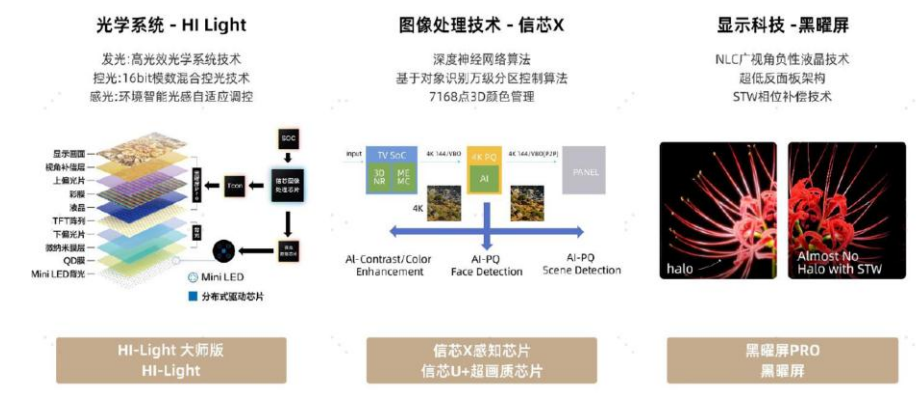 光学系统 - HI Light
发光:高光效光学系统技术
控光:16bit模数混合控光技术
感光:环境智能光感自适应调控
SOC
显示画面
视角补偿层
上偏光片
彩膜
液晶
TFT阵列
下偏光片
微纳米膜层
QD膜
Mini LED背光
Tcon
信芯图像
处理芯片
Mini LED
分布式驱动芯片
HI-Light 大师版
HI-Light
图像处理技术 - 信芯X
深度神经网络算法
基于对象识别万级分区控制算法
7168点3D颜色管理
input
TV SoC
3D
NR
ME
MC
4K 144/VBO
4K PQ
AI
4K 144/VBO(P2P)
PANEL
4K
AI-Contrast/Color
Enhancement
AI-PQ
Face Detection
AI-PQ
Scene Detection
信芯X感知芯片
信芯U+超画质芯片
显示科技 -黑曜屏
NLC广视角负性液晶技术
超低反面板架构
STW相位补偿技术
halo
Almost No
Halo with STW
黑曜屏PRO
黑曜屏